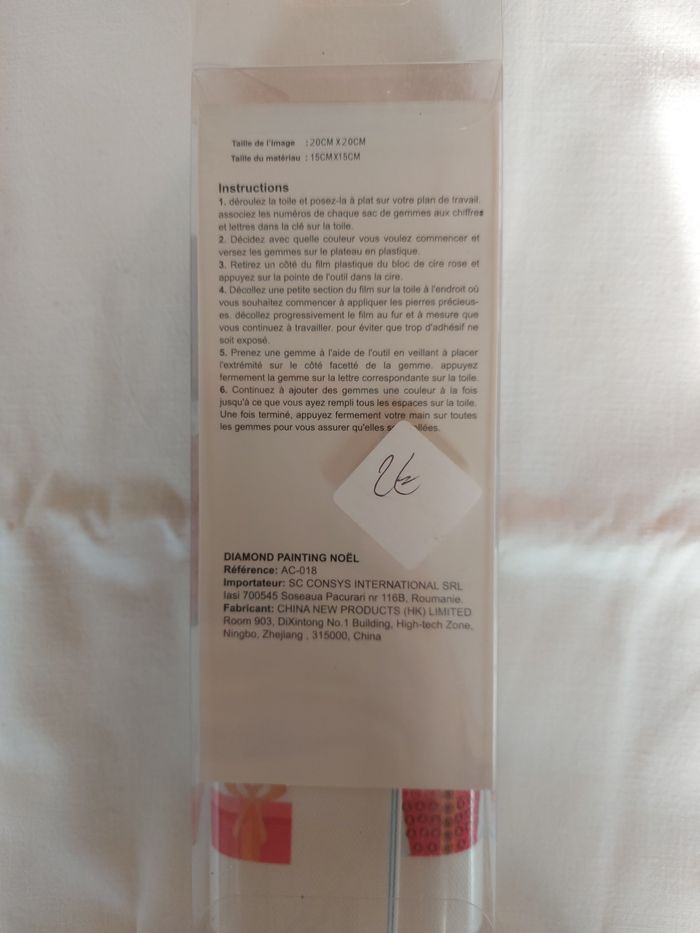 Taille de l'image : 20CM X 20CM
Taille du matériau : 15CM X 15CM
Instructions
1. déroulez la toile et posez-la à plat sur votre plan de travail.
associez les numéros de chaque sac de gemmes aux chiffres
et lettres dans la clé sur la toile.
2. Décidez avec quelle couleur vous voulez commencer et
versez les gemmes sur le plateau en plastique.
3. Retirez un côté du film plastique du bloc de cire rose et
appuyez sur la pointe de l'outil dans la cire.
4. Décollez une petite section du film sur la toile à l'endroit où
vous souhaitez commencer à appliquer les pierres précieus-
es. décollez progressivement le film au fur et à mesure que
vous continuez à travailler. pour éviter que trop d'adhésif ne
soit exposé.
5. Prenez une gemme à l'aide de l'outil en veillant à placer
l'extrémité sur le côté facetté de la gemme. appuyez
fermement la gemme sur la lettre correspondante sur la toile.
6. Continuez à ajouter des gemmes une couleur à la fois
jusqu'à ce que vous ayez rempli tous les espaces sur la toile.
Une fois terminé, appuyez fermement votre main sur toutes
les gemmes pour vous assurer qu'elles
2€
DIAMOND PAINTING NOËL
Référence: AC-018
Importateur: SC CONSYS INTERNATIONAL SRL
Iasi 700545 Soseaua Pacurari nr 116B, Roumanie.
Fabricant: CHINA NEW PRODUCTS (HK) LIMITED
Room 903, DiXintong No.1 Building, High-tech Zone,
Ningbo, Zhejiang , 315000, China